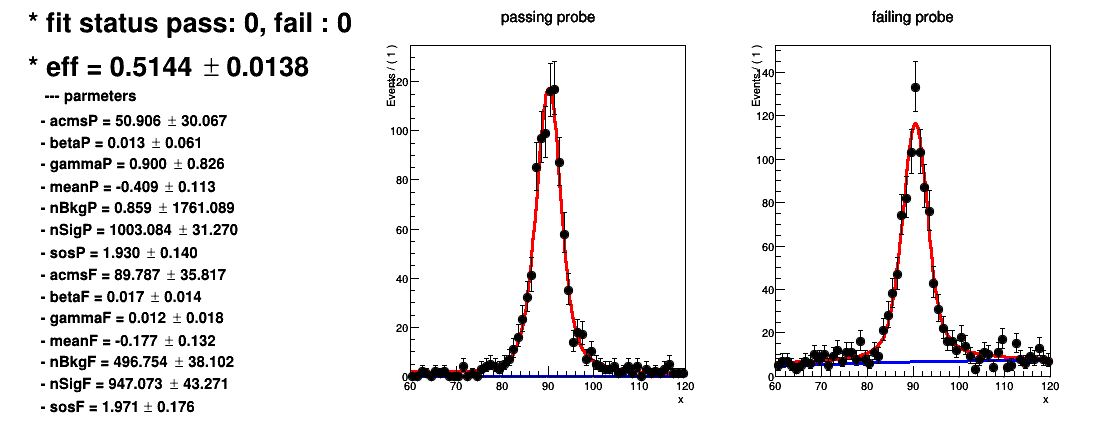 * fit status pass: 0, fail : 0
* eff = 0.5144 ± 0.0138
--- parmeters
- acmsP = 50.906 ± 30.067
- betaP = 0.013 ± 0.061
- gammaP = 0.900 ± 0.826
- meanP = -0.409 ± 0.113
- nBkgP = 0.859 ± 1761.089
- nSigP = 1003.084 ± 31.270
- sosP = 1.930 ± 0.140
- acmsF = 89.787 ± 35.817
- betaF = 0.017 ± 0.014
- gammaF = 0.012 ± 0.018
- meanF = -0.177 ± 0.132
- nBkgF = 496.754 ± 38.102
- nSigF = 947.073 ± 43.271
- sosF = 1.971 ± 0.176
passing probe
Events / ( 1 )
120
100
80
60
40
20
0
60 70 80 90 100 110 120
x
failing probe
Events / ( 1 )
140
120
100
80
60
40
20
0
60 70 80 90 100 110 120
x